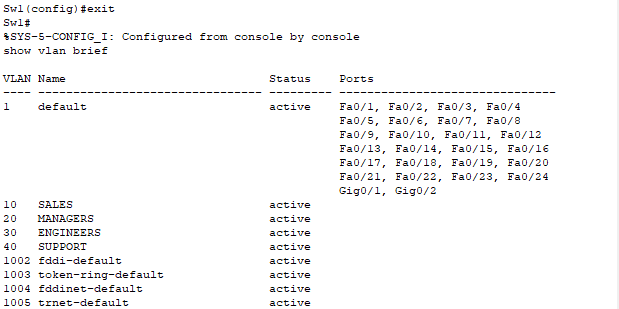 Sw1(config)#exit
Sw1#
%SYS-5-CONFIG_I: Configured from console by console
show vlan brief
VLAN Name                             Status    Ports
---- -------------------------------- --------- -------------------------------
1    default                          active    Fa0/1, Fa0/2, Fa0/3, Fa0/4
                                                Fa0/5, Fa0/6, Fa0/7, Fa0/8
                                                Fa0/9, Fa0/10, Fa0/11, Fa0/12
                                                Fa0/13, Fa0/14, Fa0/15, Fa0/16
                                                Fa0/17, Fa0/18, Fa0/19, Fa0/20
                                                Fa0/21, Fa0/22, Fa0/23, Fa0/24
                                                Gig0/1, Gig0/2
10   SALES                            active
20   MANAGERS                         active
30   ENGINEERS                        active
40   SUPPORT                          active
1002 fddi-default                     active
1003 token-ring-default               active
1004 fddinet-default                  active
1005 trnet-default                    active